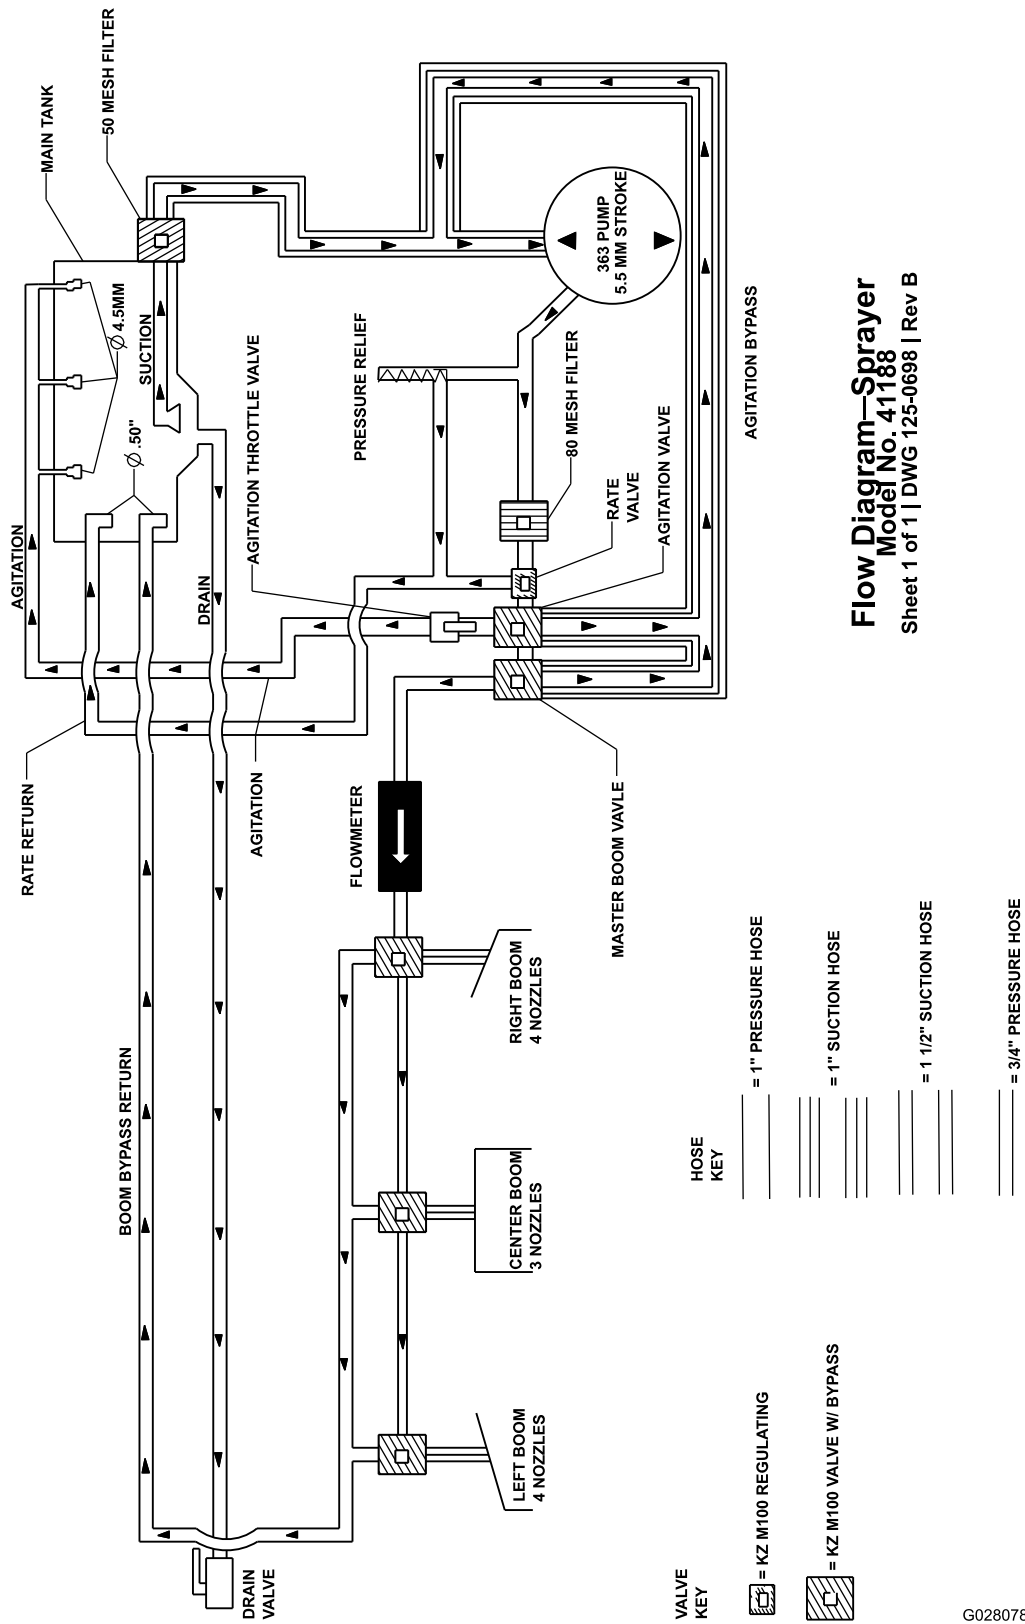 MAIN TANK
50 MESH FILTER
AGITATION
Ø 4.5MM
SUCTION
Ø .50"
DRAIN
AGITATION THROTTLE VALVE
PRESSURE RELIEF
363 PUMP
5.5 MM STROKE
80 MESH FILTER
RATE
VALVE
AGITATION VALVE
AGITATION BYPASS
RATE RETURN
AGITATION
FLOWMETER
MASTER BOOM VAVLE
BOOM BYPASS RETURN
RIGHT BOOM
4 NOZZLES
CENTER BOOM
3 NOZZLES
LEFT BOOM
4 NOZZLES
DRAIN
VALVE
Flow Diagram—Sprayer
Model No. 41188
Sheet 1 of 1 | DWG 125-0698 | Rev B
HOSE
KEY
= 1" PRESSURE HOSE
= 1" SUCTION HOSE
= 1 1/2" SUCTION HOSE
= 3/4" PRESSURE HOSE
VALVE
KEY
= KZ M100 REGULATING
= KZ M100 VALVE W/ BYPASS
G028078